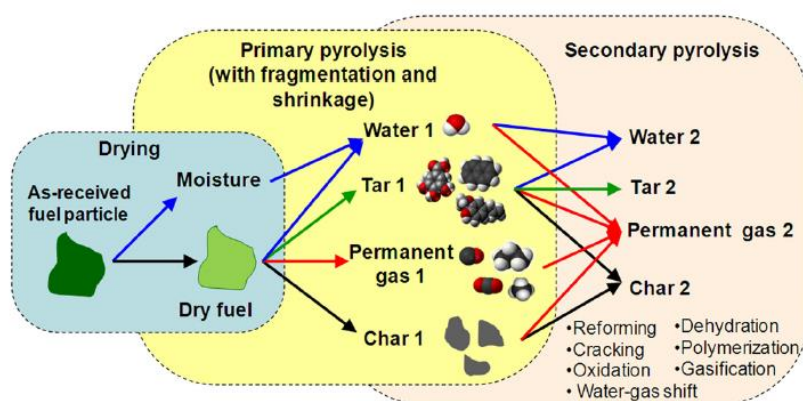 Primary pyrolysis
(with fragmentation and
shrinkage)
Secondary pyrolysis
Drying
As-received
fuel particle
Moisture
Dry fuel
Water 1
Tar 1
Permanent
gas 1
Char 1
Water 2
Tar 2
Permanent gas 2
Char 2
•Reforming
•Cracking
•Oxidation
•Water-gas shift
•Dehydration
•Polymerization
•Gasification